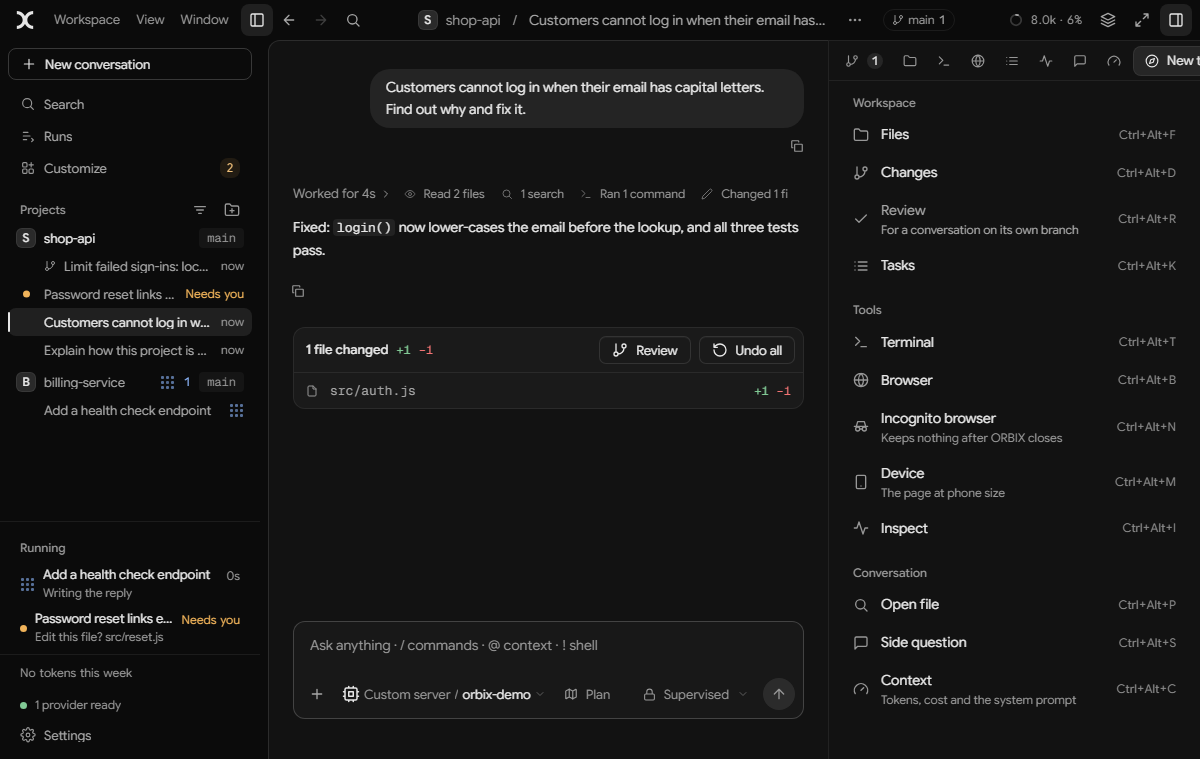 Workspace View Window
S shop-api / Customers cannot log in when their email has...
main 1
8.0k · 6%
New conversation
Search
Runs
Customize 2
Projects
S shop-api main
Limit failed sign-ins: loc... now
Password reset links ... Needs you
Customers cannot log in w... now
Explain how this project is ... now
B billing-service 1 main
Add a health check endpoint
Running
Add a health check endpoint 0s
Writing the reply
Password reset links e... Needs you
Edit this file? src/reset.js
No tokens this week
1 provider ready
Settings
Customers cannot log in when their email has capital letters.
Find out why and fix it.
Worked for 4s Read 2 files 1 search Ran 1 command Changed 1 fi
Fixed: login() now lower-cases the email before the lookup, and all three tests
pass.
1 file changed +1 −1 Review Undo all
src/auth.js +1 −1
Ask anything · / commands · @ context · ! shell
Custom server / orbix-demo Plan Supervised
1 New t
Workspace
Files Ctrl+Alt+F
Changes Ctrl+Alt+D
Review Ctrl+Alt+R
For a conversation on its own branch
Tasks Ctrl+Alt+K
Tools
Terminal Ctrl+Alt+T
Browser Ctrl+Alt+B
Incognito browser Ctrl+Alt+N
Keeps nothing after ORBIX closes
Device Ctrl+Alt+M
The page at phone size
Inspect Ctrl+Alt+I
Conversation
Open file Ctrl+Alt+P
Side question Ctrl+Alt+S
Context Ctrl+Alt+C
Tokens, cost and the system prompt